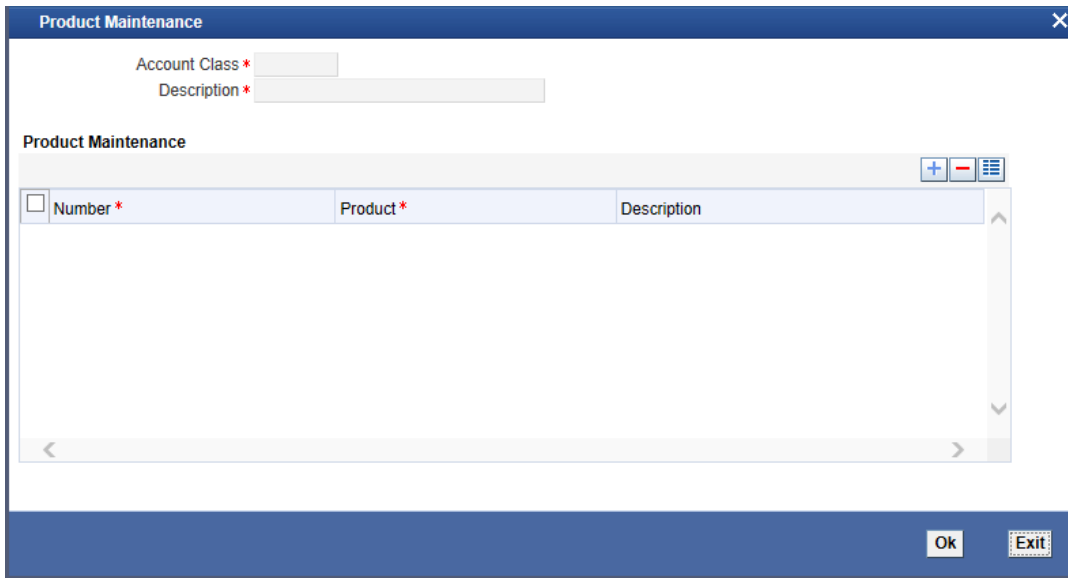 Product Maintenance
Account Class *
Description *
Product Maintenance
Number * Product * Description
Ok Exit